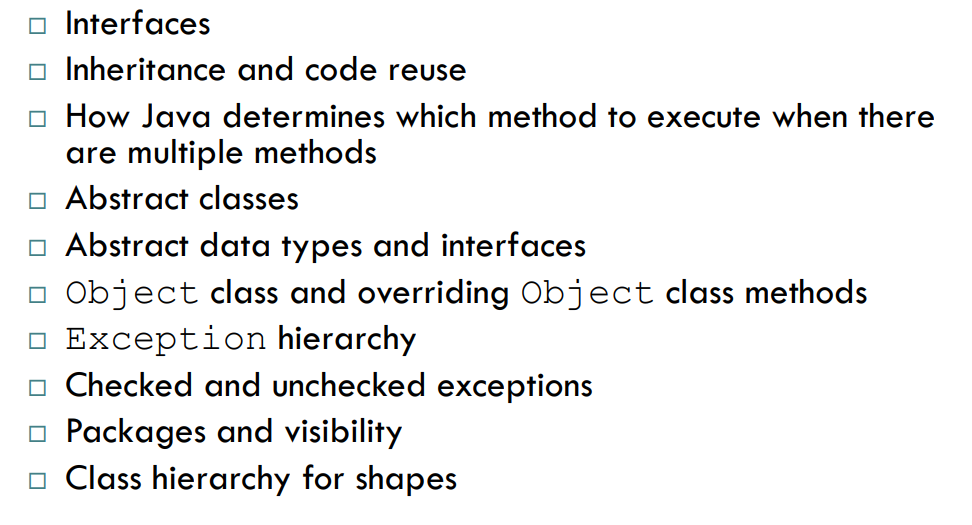 Interfaces
Inheritance and code reuse
How Java determines which method to execute when there
are multiple methods
Abstract classes
Abstract data types and interfaces
Object class and overriding Object class methods
Exception hierarchy
Checked and unchecked exceptions
Packages and visibility
Class hierarchy for shapes